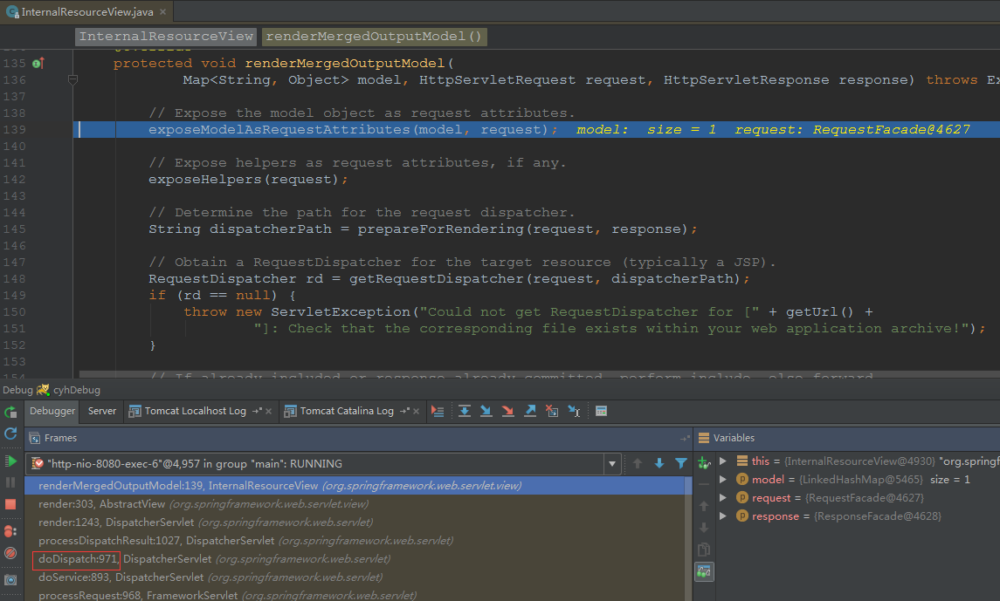 InternalResourceView.java
InternalResourceView renderMergedOutputModel()
135 protected void renderMergedOutputModel(
136 Map<String, Object> model, HttpServletRequest request, HttpServletResponse response) throws Ex
137
138 // Expose the model object as request attributes.
139 exposeModelAsRequestAttributes(model, request); model: size = 1 request: RequestFacade@4627
140
141 // Expose helpers as request attributes, if any.
142 exposeHelpers(request);
143
144 // Determine the path for the request dispatcher.
145 String dispatcherPath = prepareForRendering(request, response);
146
147 // Obtain a RequestDispatcher for the target resource (typically a JSP).
148 RequestDispatcher rd = getRequestDispatcher(request, dispatcherPath);
149 if (rd == null) {
150 throw new ServletException("Could not get RequestDispatcher for [" + getUrl() +
151 "]: Check that the corresponding file exists within your web application archive!");
152 }
153
154 // If already included or response already committed, perform include, else forward
Debug cyhDebug
Debugger Server Tomcat Localhost Log Tomcat Catalina Log
Frames
"http-nio-8080-exec-6"@4,957 in group "main": RUNNING
renderMergedOutputModel:139, InternalResourceView (org.springframework.web.servlet.view)
render:303, AbstractView (org.springframework.web.servlet.view)
render:1243, DispatcherServlet (org.springframework.web.servlet)
processDispatchResult:1027, DispatcherServlet (org.springframework.web.servlet)
doDispatch:971, DispatcherServlet (org.springframework.web.servlet)
doService:893, DispatcherServlet (org.springframework.web.servlet)
processRequest:968, FrameworkServlet (org.springframework.web.servlet)
Variables
this = {InternalResourceView@4930} "org.springf
model = {LinkedHashMap@5465} size = 1
request = {RequestFacade@4627}
response = {ResponseFacade@4628}